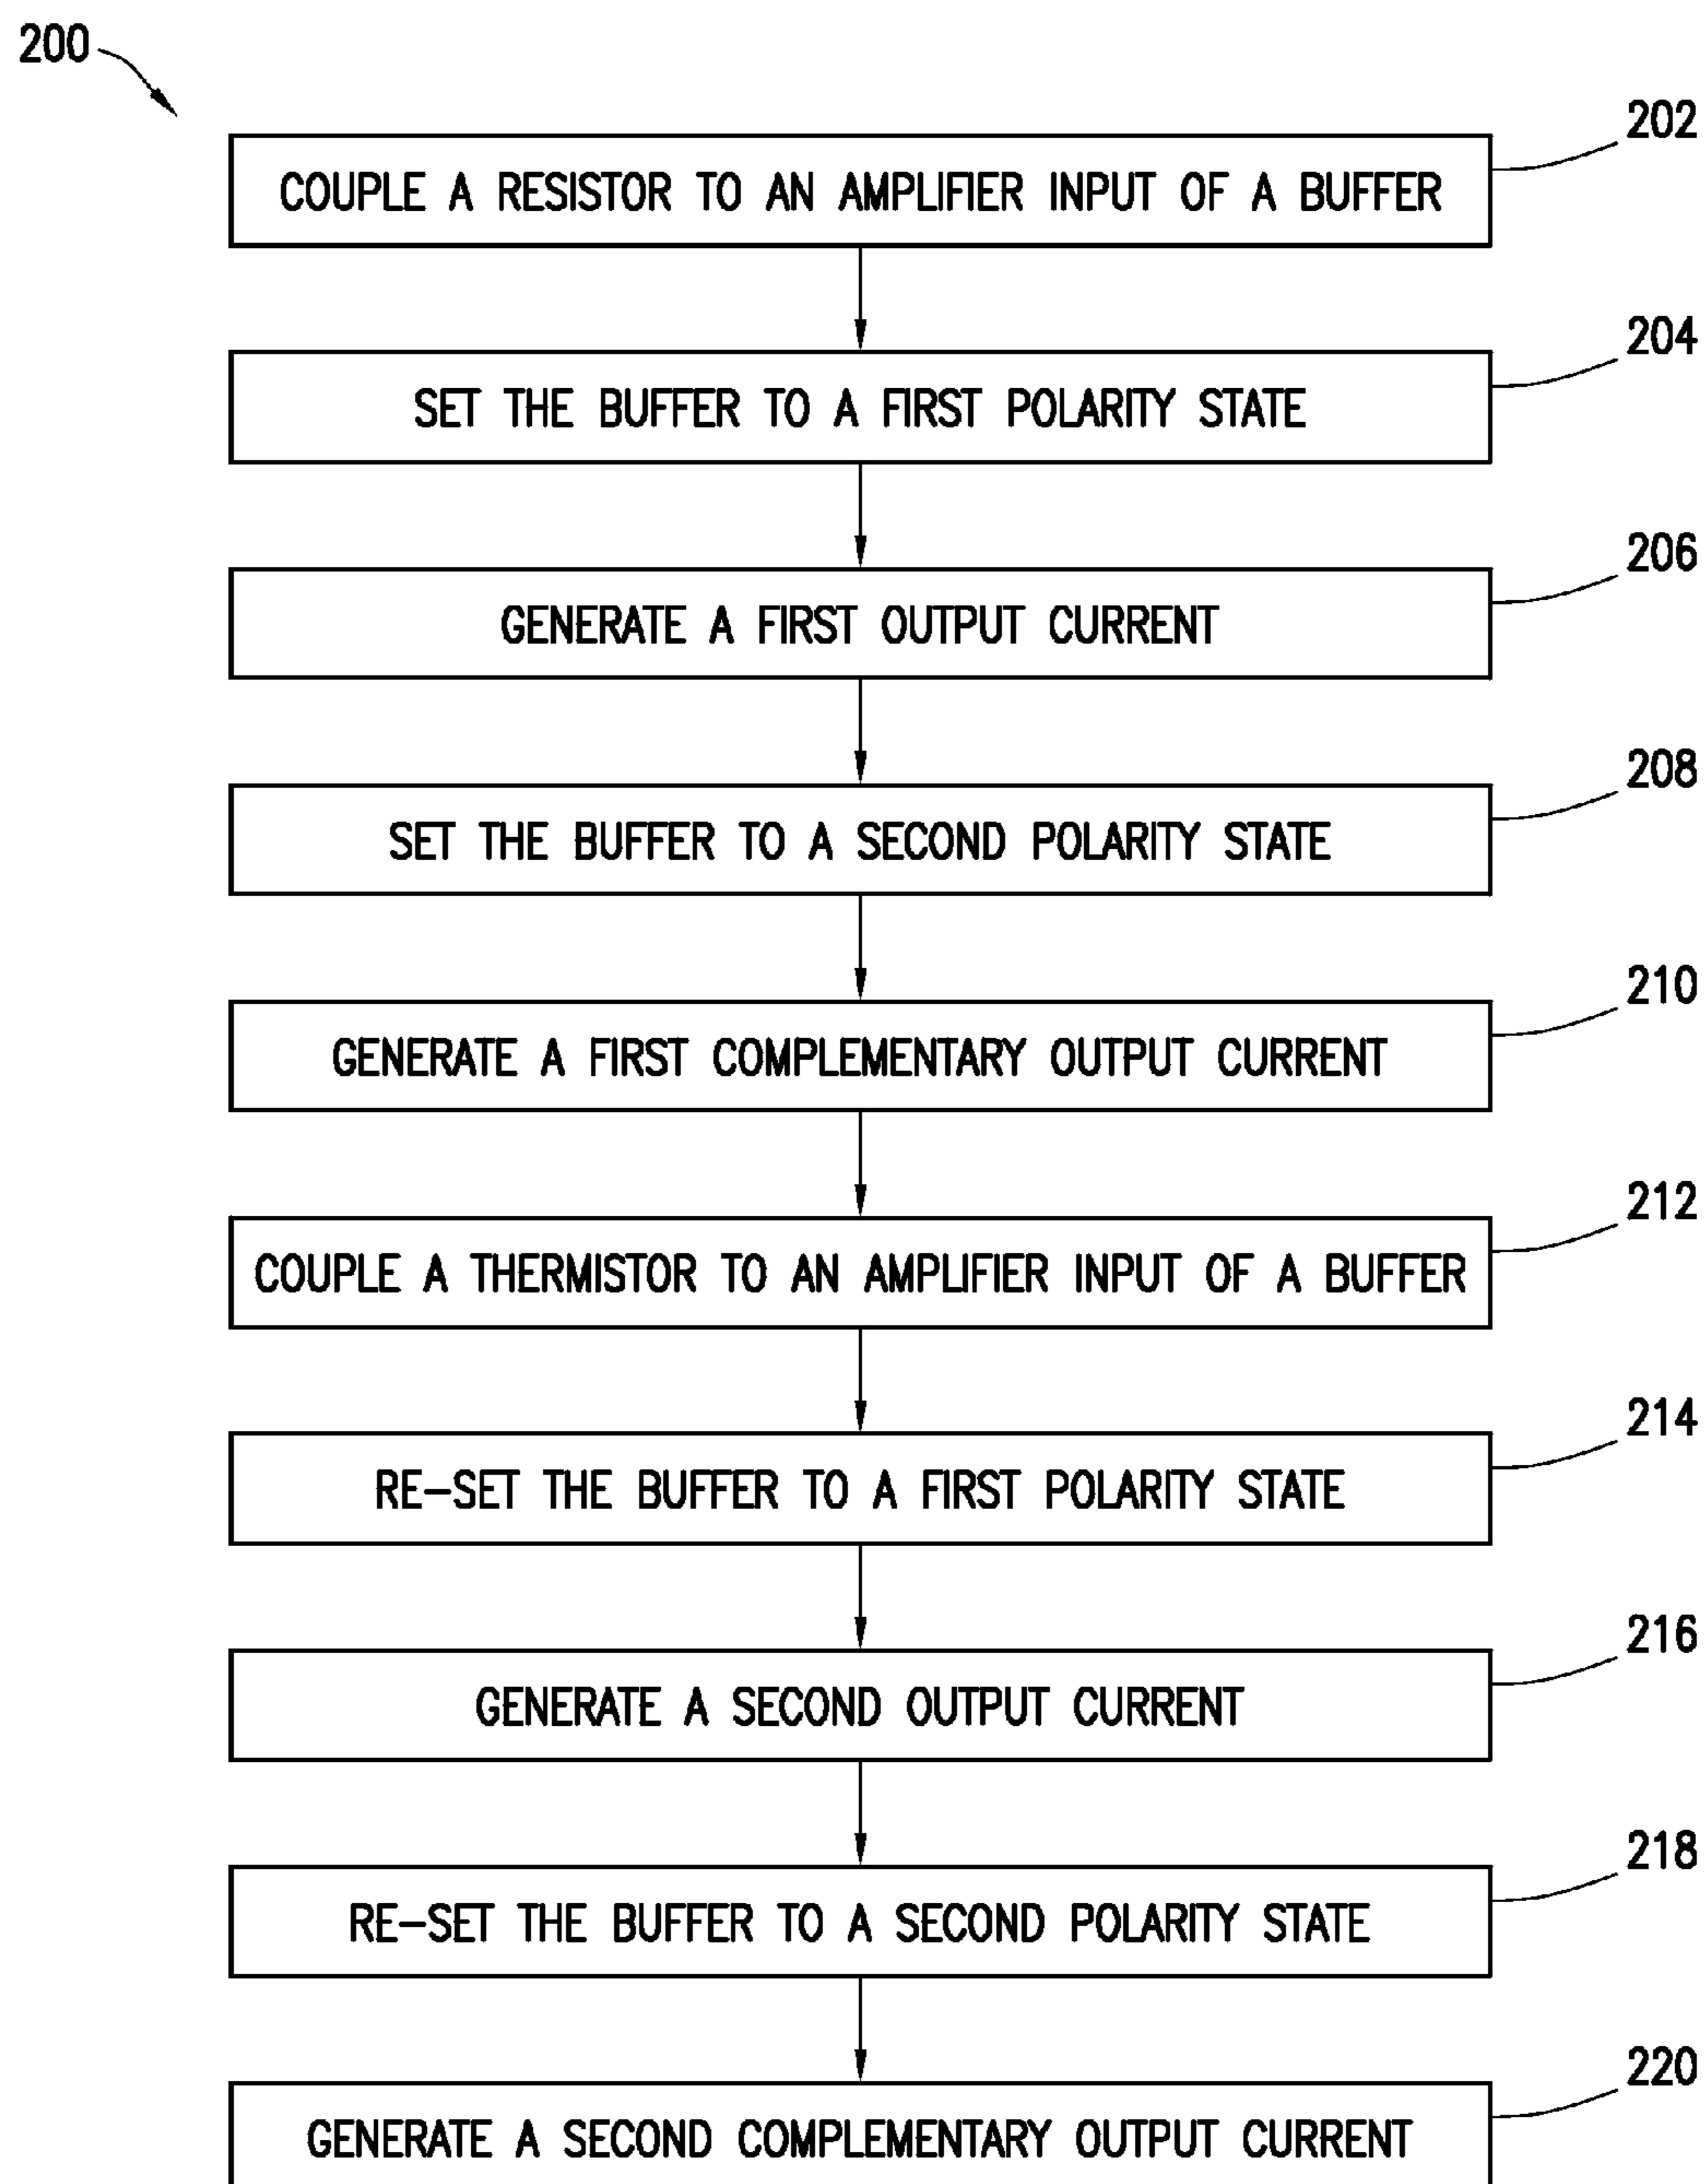 200
202
COUPLE A RESISTOR TO AN AMPLIFIER INPUT OF A BUFFER
204
SET THE BUFFER TO A FIRST POLARITY STATE
206
GENERATE A FIRST OUTPUT CURRENT
208
SET THE BUFFER TO A SECOND POLARITY STATE
210
GENERATE A FIRST COMPLEMENTARY OUTPUT CURRENT
212
COUPLE A THERMISTOR TO AN AMPLIFIER INPUT OF A BUFFER
214
RE-SET THE BUFFER TO A FIRST POLARITY STATE
216
GENERATE A SECOND OUTPUT CURRENT
218
RE-SET THE BUFFER TO A SECOND POLARITY STATE
220
GENERATE A SECOND COMPLEMENTARY OUTPUT CURRENT